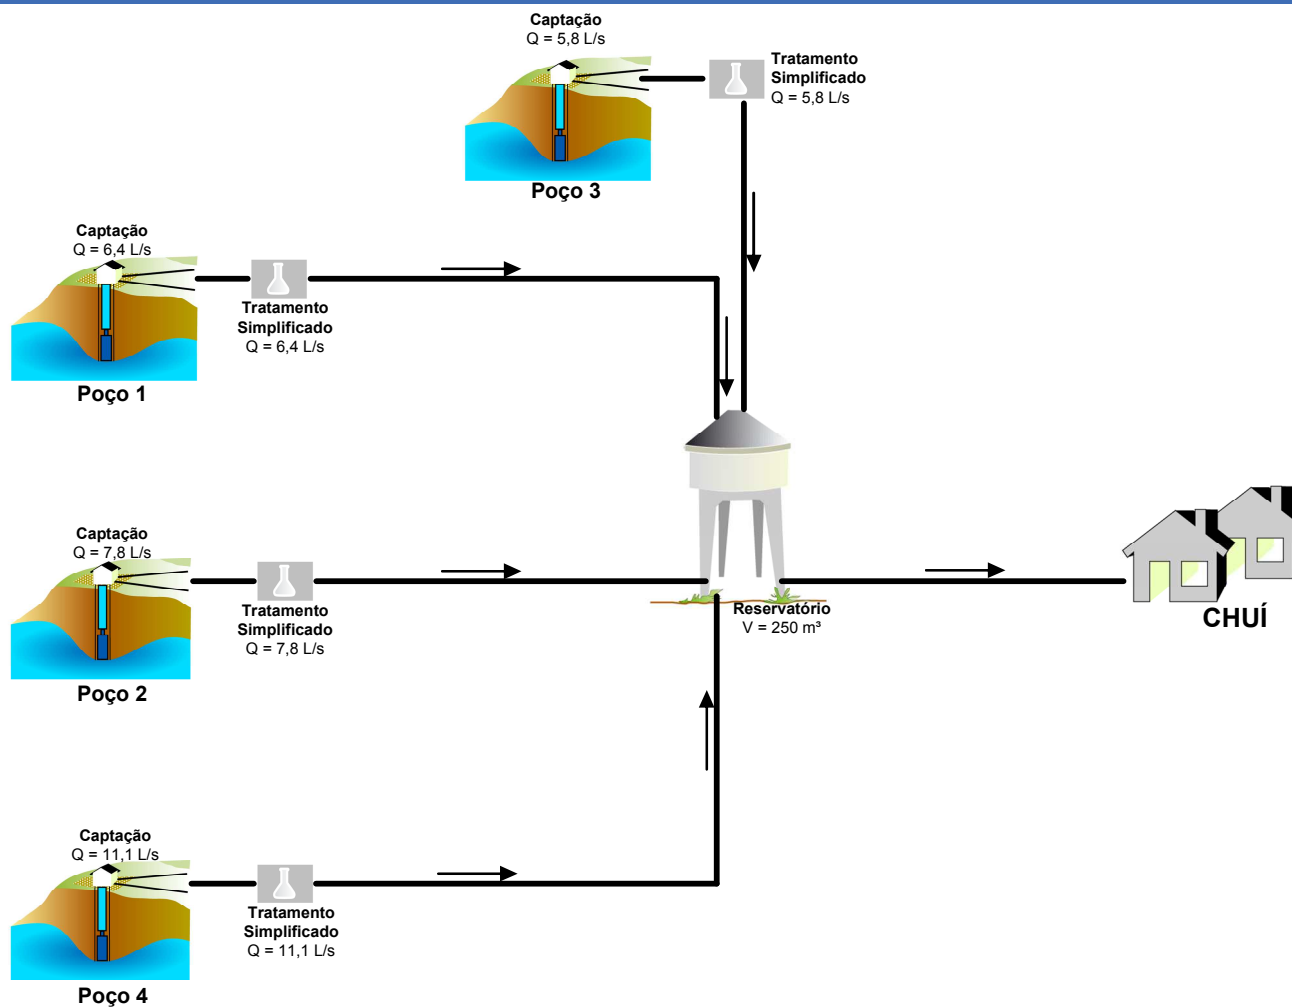 Captação
Q = 5,8 L/s
Tratamento
Simplificado
Q = 5,8 L/s
Poço 3
Captação
Q = 6,4 L/s
Tratamento
Simplificado
Q = 6,4 L/s
Poço 1
Captação
Q = 7,8 L/s
Tratamento
Simplificado
Q = 7,8 L/s
Poço 2
Reservatório
V = 250 m³
CHUÍ
Captação
Q = 11,1 L/s
Tratamento
Simplificado
Q = 11,1 L/s
Poço 4